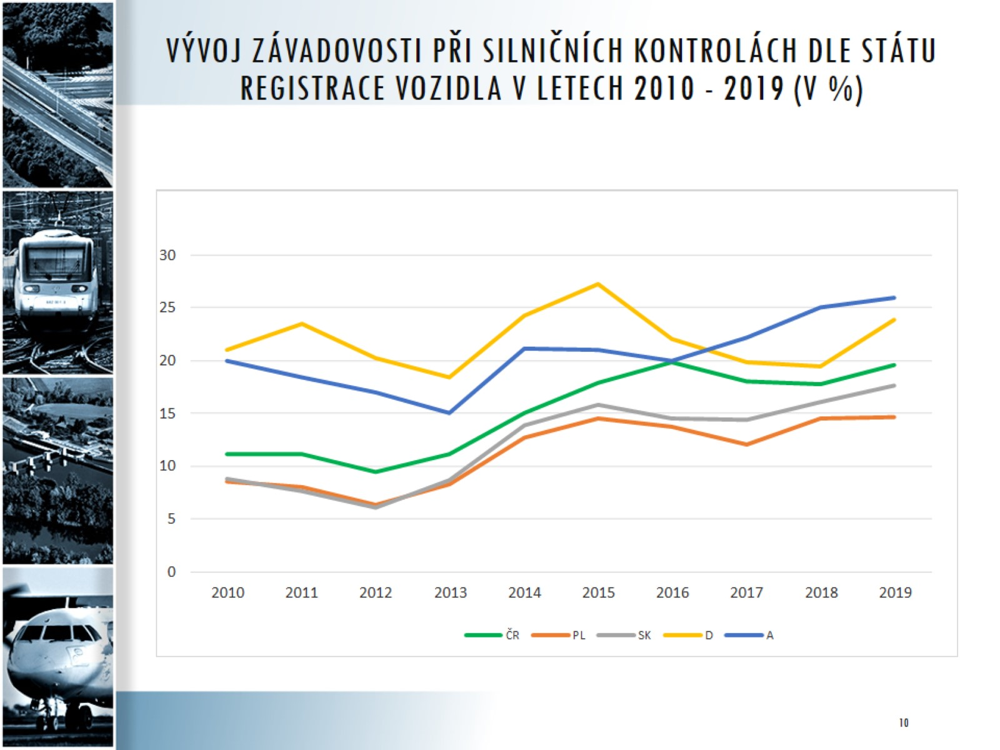 VÝVOJ ZÁVADOVOSTI PŘI SILNIČNÍCH KONTROLÁCH DLE STÁTU
REGISTRACE VOZIDLA V LETECH 2010 - 2019 (V %)
30
25
20
15
10
5
0
2010 2011 2012 2013 2014 2015 2016 2017 2018 2019
ČR PL SK D A
10